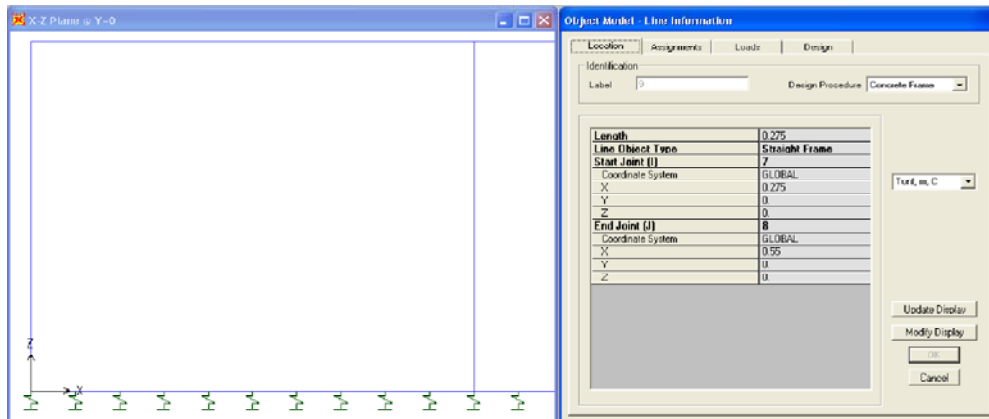 X-Z Plane @ Y=0
Z
X
Object Model - Line Information
Location Assignments Loads Design
Identification
Label 9 Design Procedure Concrete Frame
Length 0.275
Line Object Type Straight Frame
Start Joint (I) 7
Coordinate System GLOBAL
X 0.275
Y 0.
Z 0.
End Joint (J) 8
Coordinate System GLOBAL
X 0.55
Y 0.
Z 0.
Tonf, m, C
Update Display
Modify Display
OK
Cancel